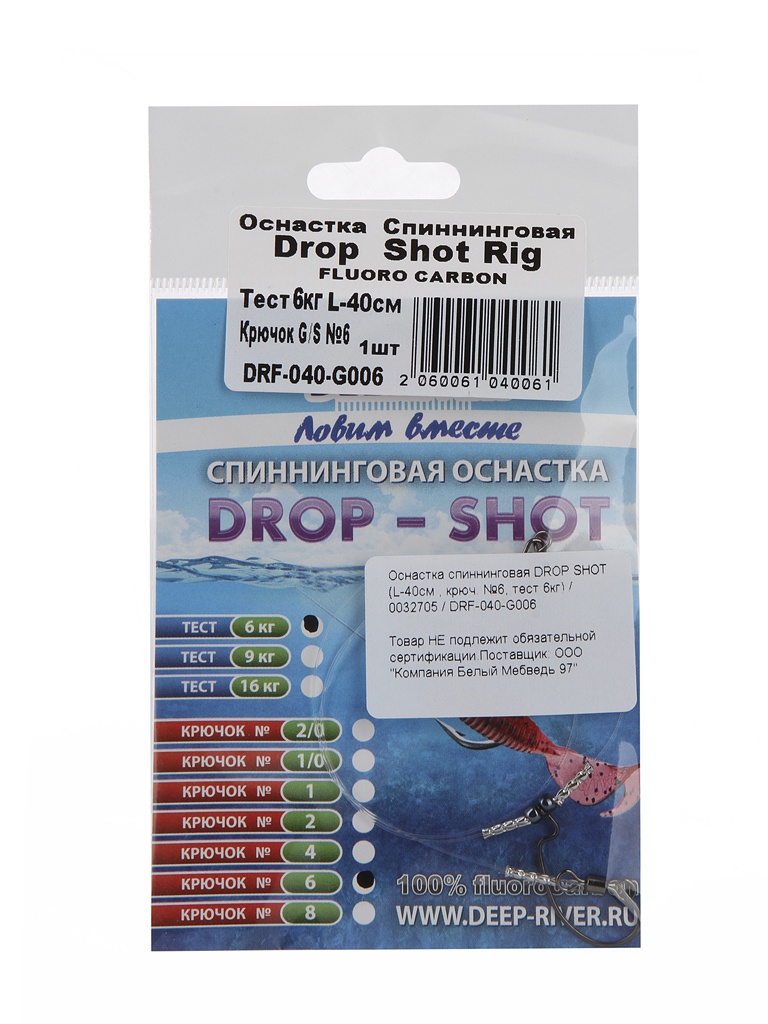 Оснастка Спиннинговая
Drop Shot Rig
FLUORO CARBON
Тест 6кг L-40см
Крючок G/S №6
1шт
DRF-040-G006
2 060061 040061
Ловим вместе
СПИННИНГОВАЯ ОСНАСТКА
DROP – SHOT
Оснастка спиннинговая DROP SHOT
(L-40см , крюч. №6, тест 6кг) /
0032705 / DRF-040-G006
Товар НЕ подлежит обязательной
сертификации.Поставщик: ООО
"Компания Белый Мебведь 97"
ТЕСТ 6 кг
ТЕСТ 9 кг
ТЕСТ 16 кг
КРЮЧОК № 2/0
КРЮЧОК № 1/0
КРЮЧОК № 1
КРЮЧОК № 2
КРЮЧОК № 4
КРЮЧОК № 6
КРЮЧОК № 8
100% fluorocarbon
WWW.DEEP-RIVER.RU